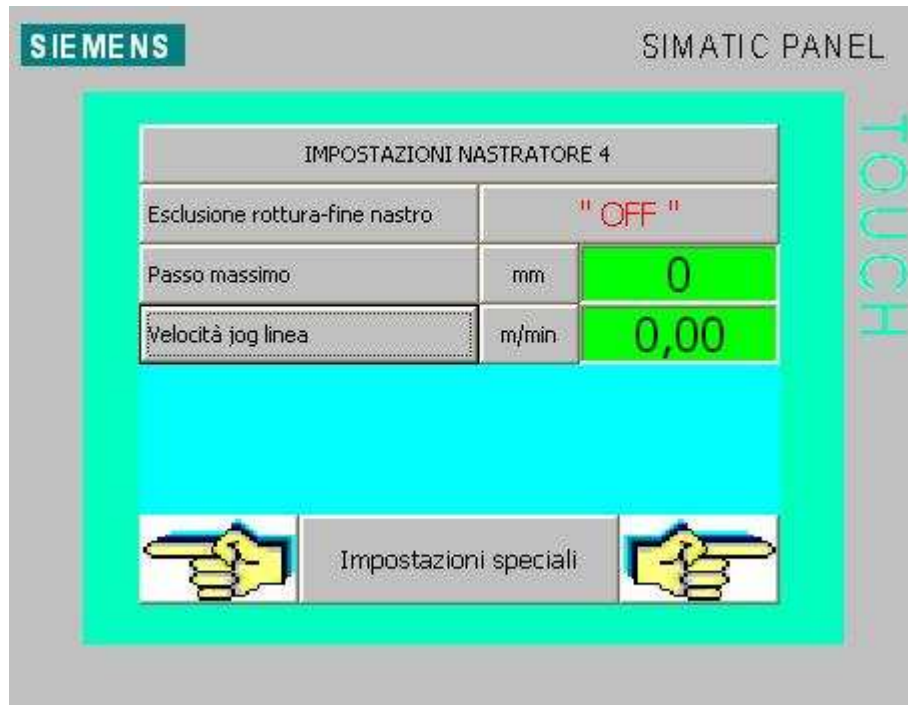 SIEMENS
SIMATIC PANEL
TOUCH
IMPOSTAZIONI NASTRATORE 4
Esclusione rottura-fine nastro " OFF "
Passo massimo mm 0
Velocità jog linea m/min 0,00
Impostazioni speciali